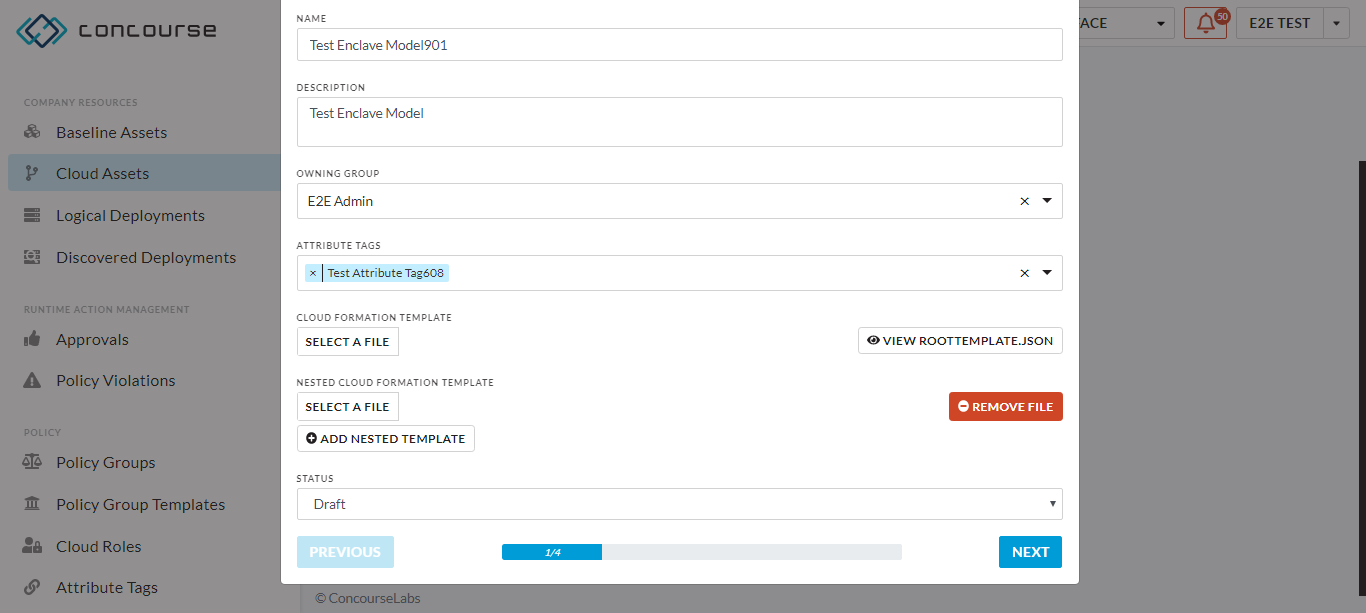 concourse
COMPANY RESOURCES
Baseline Assets
Cloud Assets
Logical Deployments
Discovered Deployments
RUNTIME ACTION MANAGEMENT
Approvals
Policy Violations
POLICY
Policy Groups
Policy Group Templates
Cloud Roles
Attribute Tags
NAME
Test Enclave Model901
DESCRIPTION
Test Enclave Model
OWNING GROUP
E2E Admin
ATTRIBUTE TAGS
× Test Attribute Tag608
CLOUD FORMATION TEMPLATE
SELECT A FILE
VIEW ROOTTEMPLATE.JSON
NESTED CLOUD FORMATION TEMPLATE
SELECT A FILE
REMOVE FILE
ADD NESTED TEMPLATE
STATUS
Draft
PREVIOUS
1/4
NEXT
FACE
50
E2E TEST
© ConcourseLabs